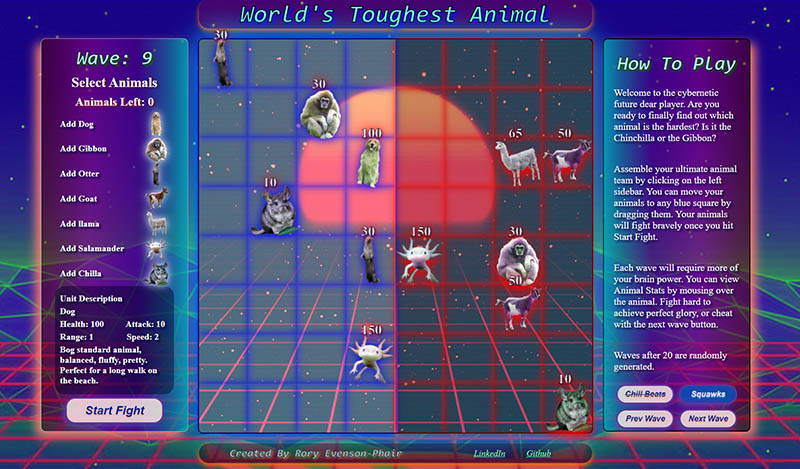 World's Toughest Animal
Wave: 9
Select Animals
Animals Left: 0
Add Dog
Add Gibbon
Add Otter
Add Goat
Add llama
Add Salamander
Add Chilla
Unit Description
Dog
Health: 100 Attack: 10
Range: 1 Speed: 2
Bog standard animal,
balanced, fluffy, pretty.
Perfect for a long walk on
the beach.
Start Fight
30
30
100
65
50
10
30
150
30
50
150
10
How To Play
Welcome to the cybernetic
future dear player. Are you
ready to finally find out which
animal is the hardest? Is it the
Chinchilla or the Gibbon?
Assemble your ultimate animal
team by clicking on the left
sidebar. You can move your
animals to any blue square by
dragging them. Your animals
will fight bravely once you hit
Start Fight.
Each wave will require more of
your brain power. You can view
Animal Stats by mousing over
the animal. Fight hard to
achieve perfect glory, or cheat
with the next wave button.
Waves after 20 are randomly
generated.
Chill Beats Squawks
Prev Wave Next Wave
Created By Rory Evenson-Phair LinkedIn Github